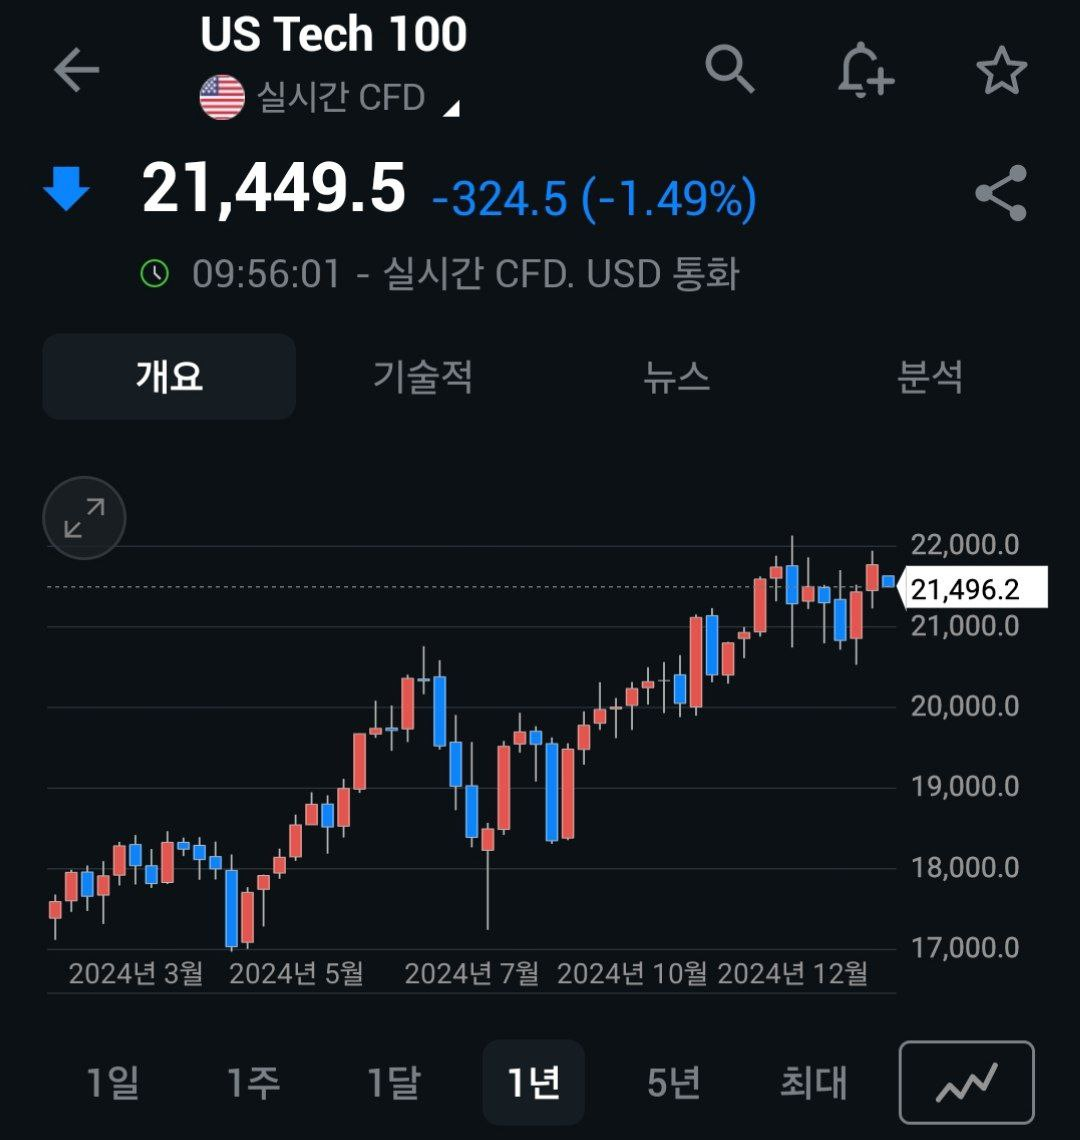 US Tech 100
실시간 CFD
21,449.5 -324.5 (-1.49%)
09:56:01 - 실시간 CFD. USD 통화
개요 기술적 뉴스 분석
22,000.0
21,496.2
21,000.0
20,000.0
19,000.0
18,000.0
17,000.0
2024년 3월 2024년 5월 2024년 7월 2024년 10월 2024년 12월
1일 1주 1달 1년 5년 최대